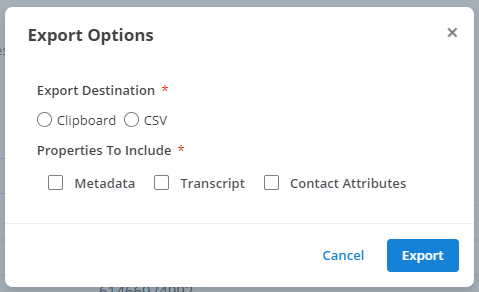 Export Options ×
Export Destination *
Clipboard CSV
Properties To Include *
Metadata Transcript Contact Attributes
Cancel Export